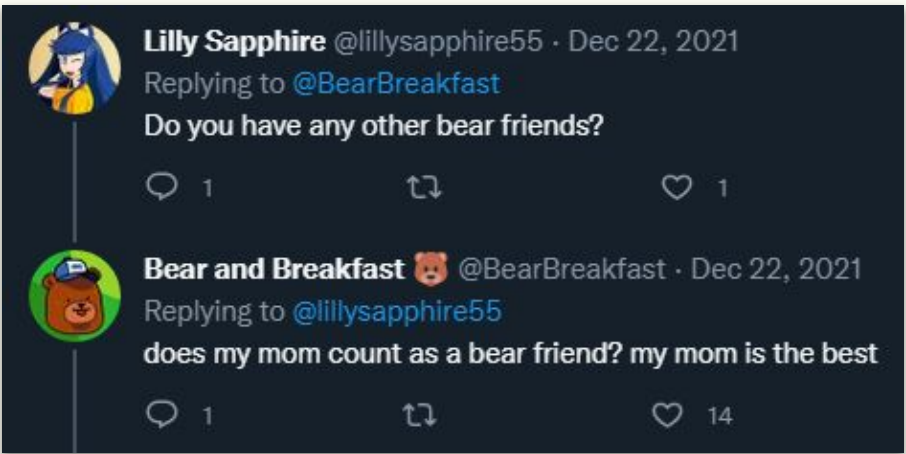 Lilly Sapphire @lillysapphire55 · Dec 22, 2021
Replying to @BearBreakfast
Do you have any other bear friends?
1 1
Bear and Breakfast 🐻 @BearBreakfast · Dec 22, 2021
Replying to @lillysapphire55
does my mom count as a bear friend? my mom is the best
1 14